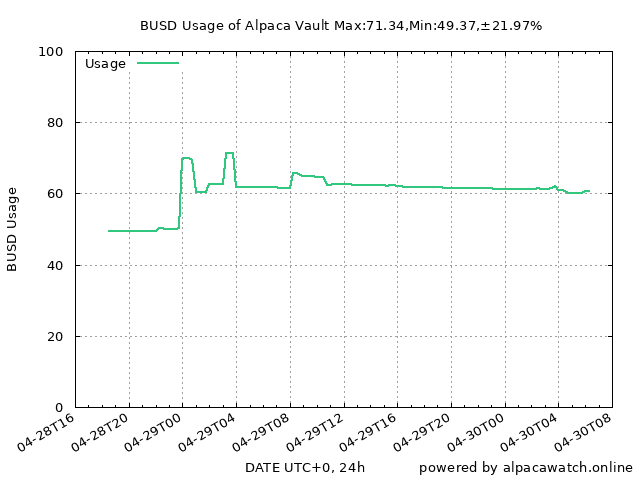 BUSD Usage of Alpaca Vault Max:71.34,Min:49.37,±21.97%
Usage
BUSD Usage
100
80
60
40
20
0
04-28T16
04-28T20
04-29T00
04-29T04
04-29T08
04-29T12
04-29T16
04-29T20
04-30T00
04-30T04
04-30T08
DATE UTC+0, 24h
powered by alpacawatch.online